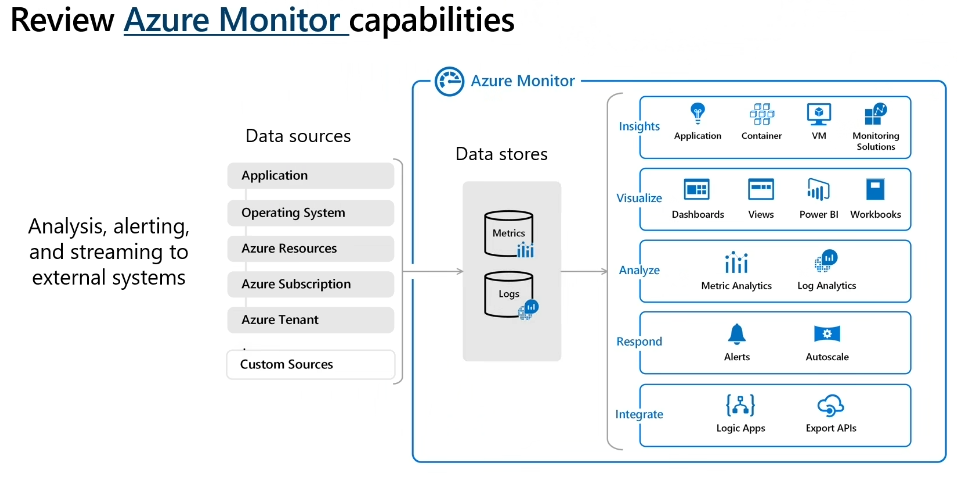 Review Azure Monitor capabilities
Analysis, alerting,
and streaming to
external systems
Data sources
Application
Operating System
Azure Resources
Azure Subscription
Azure Tenant
Custom Sources
Azure Monitor
Data stores
Metrics
Logs
Insights
Application
Container
VM
Monitoring
Solutions
Visualize
Dashboards
Views
Power BI
Workbooks
Analyze
Metric Analytics
Log Analytics
Respond
Alerts
Autoscale
Integrate
Logic Apps
Export APIs